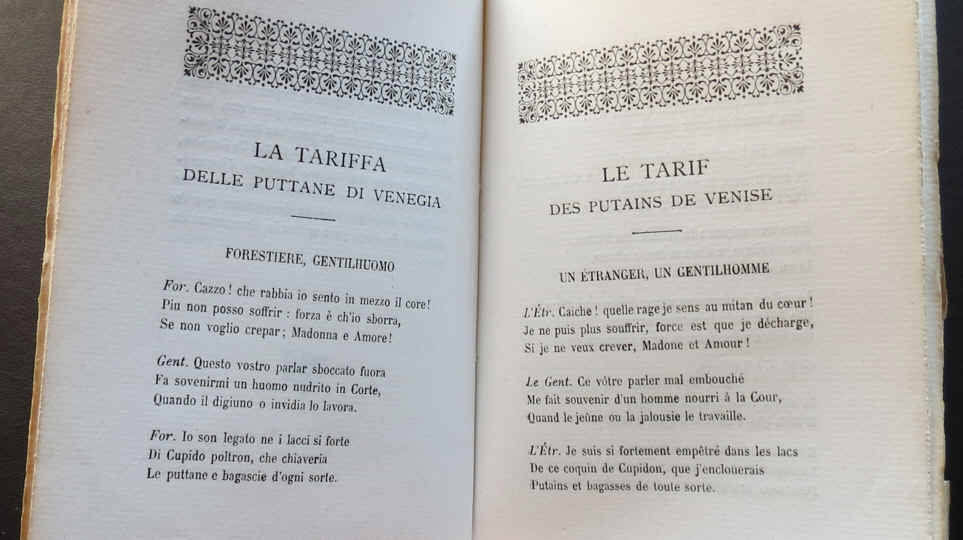 LA TARIFFA
DELLE PUTTANE DI VENEGIA
FORESTIERE, GENTILHUOMO
For. Cazzo ! che rabbia io sento in mezzo il core !
Piu non posso soffrir : forza è ch'io sborra,
Se non voglio crepar ; Madonna e Amore !
Gent. Questo vostro parlar sboccato fuora
Fa sovenirmi un huomo nudrito in Corte,
Quando il digiuno o invidia lo lavora.
For. Io son legato ne i lacci si forte
Di Cupido poltron, che chiaveria
Le puttane e bagascie d'ogni sorte.
LE TARIF
DES PUTAINS DE VENISE
UN ÉTRANGER, UN GENTILHOMME
L'Étr. Caiche ! quelle rage je sens au mitan du cœur !
Je ne puis plus souffrir, force est que je décharge,
Si je ne veux crever, Madone et Amour !
Le Gent. Ce vôtre parler mal embouché
Me fait souvenir d'un homme nourri à la Cour,
Quand le jeûne ou la jalousie le travaille.
L'Étr. Je suis si fortement empêtré dans les lacs
De ce coquin de Cupidon, que j'enclouerais
Putains et bagasses de toute sorte.